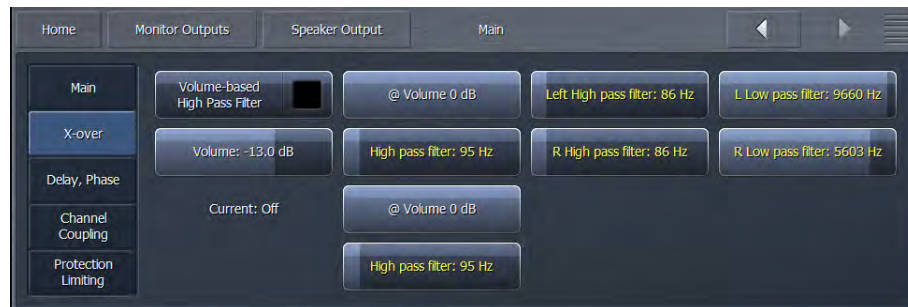 Home
Monitor Outputs
Speaker Output
Main
Main
X-over
Delay, Phase
Channel
Coupling
Protection
Limiting
Volume-based
High Pass Filter
@ Volume 0 dB
Left High pass filter: 86 Hz
L Low pass filter: 9660 Hz
Volume: -13.0 dB
High pass filter: 95 Hz
R High pass filter: 86 Hz
R Low pass filter: 5603 Hz
Current: Off
@ Volume 0 dB
High pass filter: 95 Hz